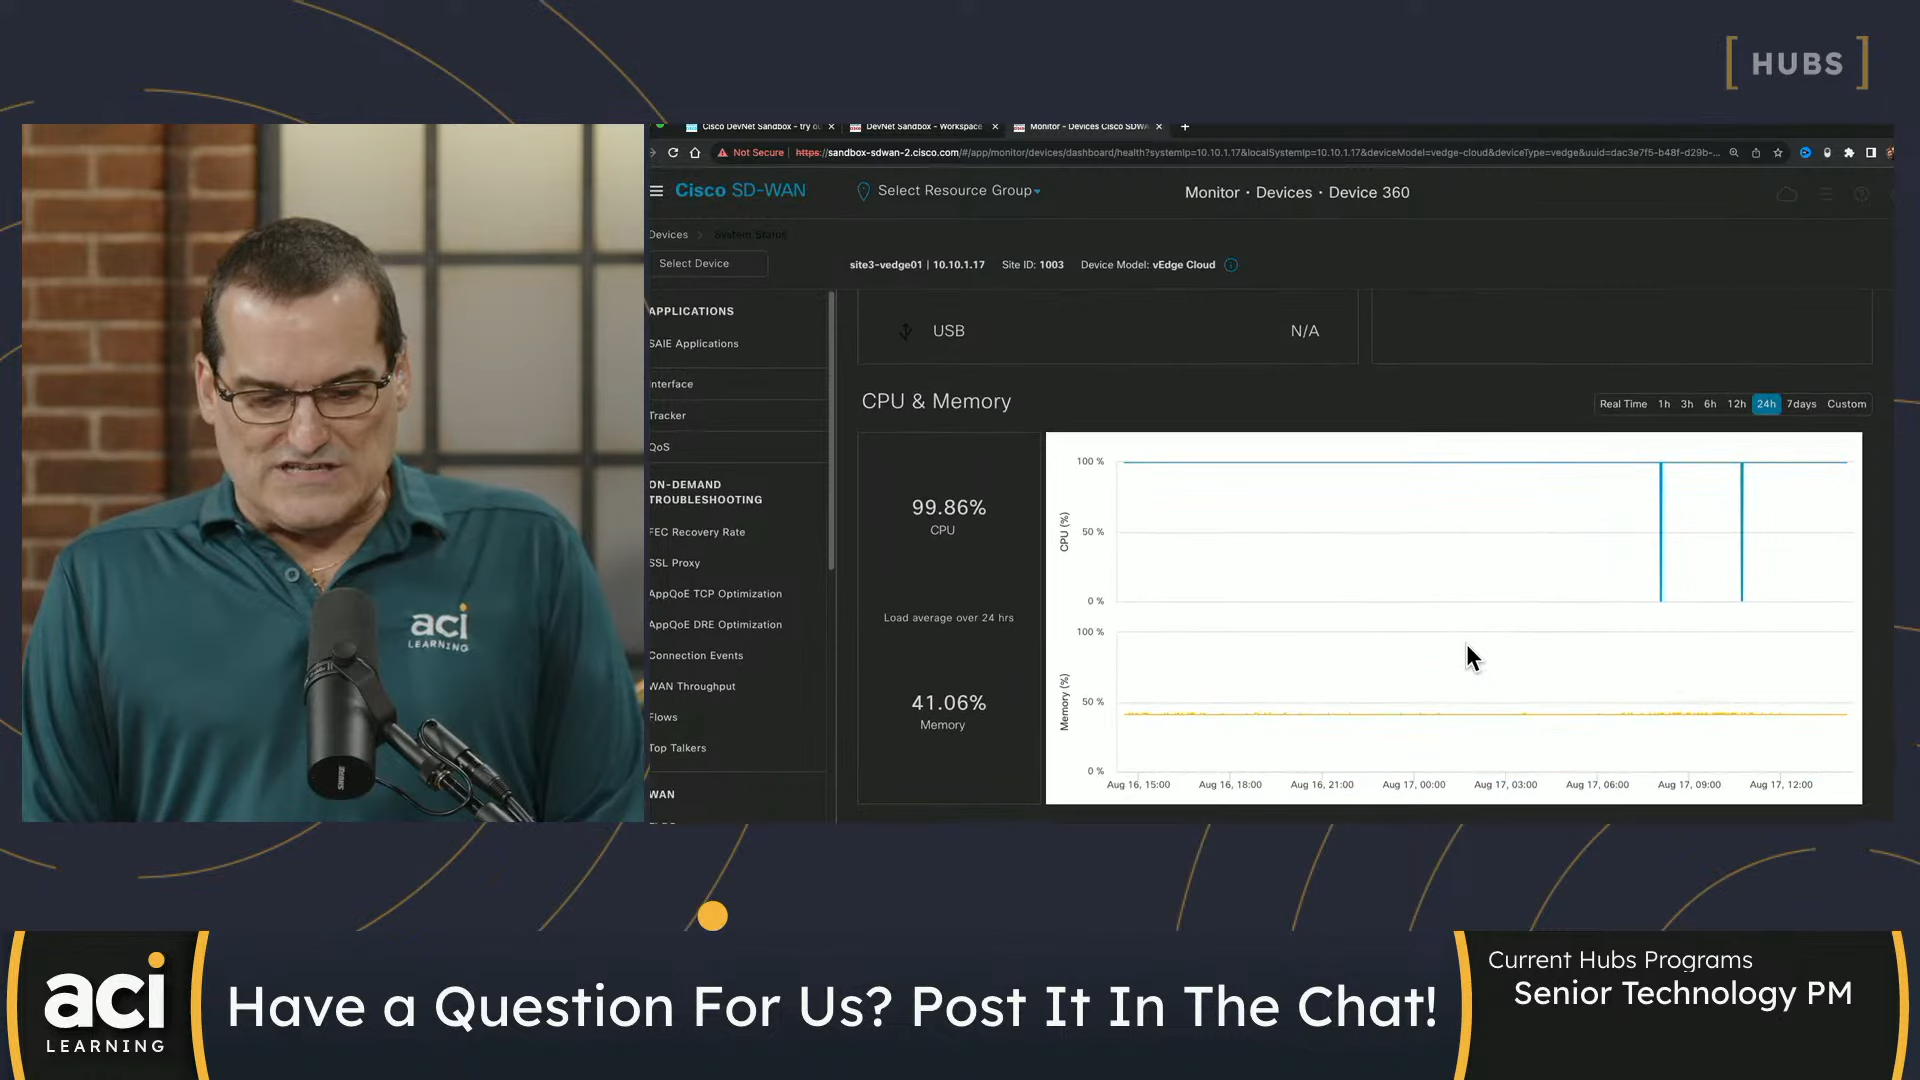 [ HUBS ]
Cisco DevNet Sandbox - try ou
DevNet Sandbox - Workspace
Monitor - Devices Cisco SDWA
Not Secure
https://sandbox-sdwan-2.cisco.com/#/app/monitor/devices/dashboard/health?systemIp=10.10.1.17&localSystemIp=10.10.1.17&deviceModel=vedge-cloud&deviceType=vedge&uuid=dac3e7f5-b48f-d29b-...
Cisco SD-WAN
Select Resource Group
Monitor · Devices · Device 360
Devices
System Status
Select Device
site3-vedge01 | 10.10.1.17 Site ID: 1003 Device Model: vEdge Cloud
APPLICATIONS
SAIE Applications
Interface
Tracker
QoS
ON-DEMAND
TROUBLESHOOTING
FEC Recovery Rate
SSL Proxy
AppQoE TCP Optimization
AppQoE DRE Optimization
Connection Events
WAN Throughput
Flows
Top Talkers
WAN
USB N/A
CPU & Memory
Real Time 1h 3h 6h 12h 24h 7days Custom
99.86%
CPU
Load average over 24 hrs
41.06%
Memory
CPU (%)
100 %
50 %
0 %
Memory (%)
100 %
50 %
0 %
Aug 16, 15:00 Aug 16, 18:00 Aug 16, 21:00 Aug 17, 00:00 Aug 17, 03:00 Aug 17, 06:00 Aug 17, 09:00 Aug 17, 12:00
aci
LEARNING
SHURE
aci
LEARNING
Have a Question For Us? Post It In The Chat!
Current Hubs Programs
Senior Technology PM